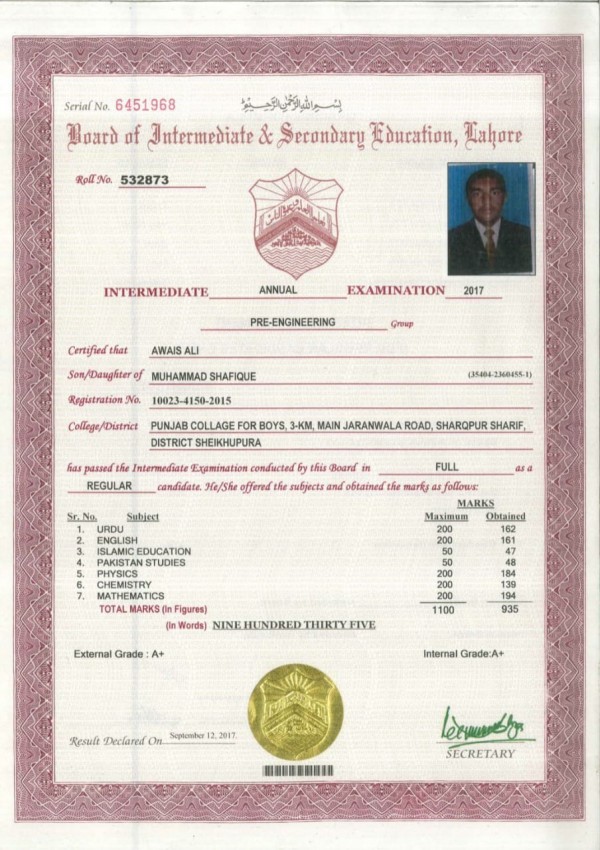 Serial No. 6451968
بسم اللہ الرحمن الرحیم
Board of Intermediate & Secondary Education, Lahore
Roll No. 532873
INTERMEDIATE ANNUAL EXAMINATION 2017
PRE-ENGINEERING Group
Certified that AWAIS ALI
Son/Daughter of MUHAMMAD SHAFIQUE (35404-2360455-1)
Registration No. 10023-4150-2015
College/District PUNJAB COLLAGE FOR BOYS, 3-KM, MAIN JARANWALA ROAD, SHARQPUR SHARIF,
DISTRICT SHEIKHUPURA
has passed the Intermediate Examination conducted by this Board in FULL as a
REGULAR candidate. He/She offered the subjects and obtained the marks as follows:
MARKS
Sr. No. Subject Maximum Obtained
1. URDU 200 162
2. ENGLISH 200 161
3. ISLAMIC EDUCATION 50 47
4. PAKISTAN STUDIES 50 48
5. PHYSICS 200 184
6. CHEMISTRY 200 139
7. MATHEMATICS 200 194
TOTAL MARKS (In Figures) 1100 935
(In Words) NINE HUNDRED THIRTY FIVE
External Grade : A+ Internal Grade:A+
Result Declared On September 12, 2017.
SECRETARY